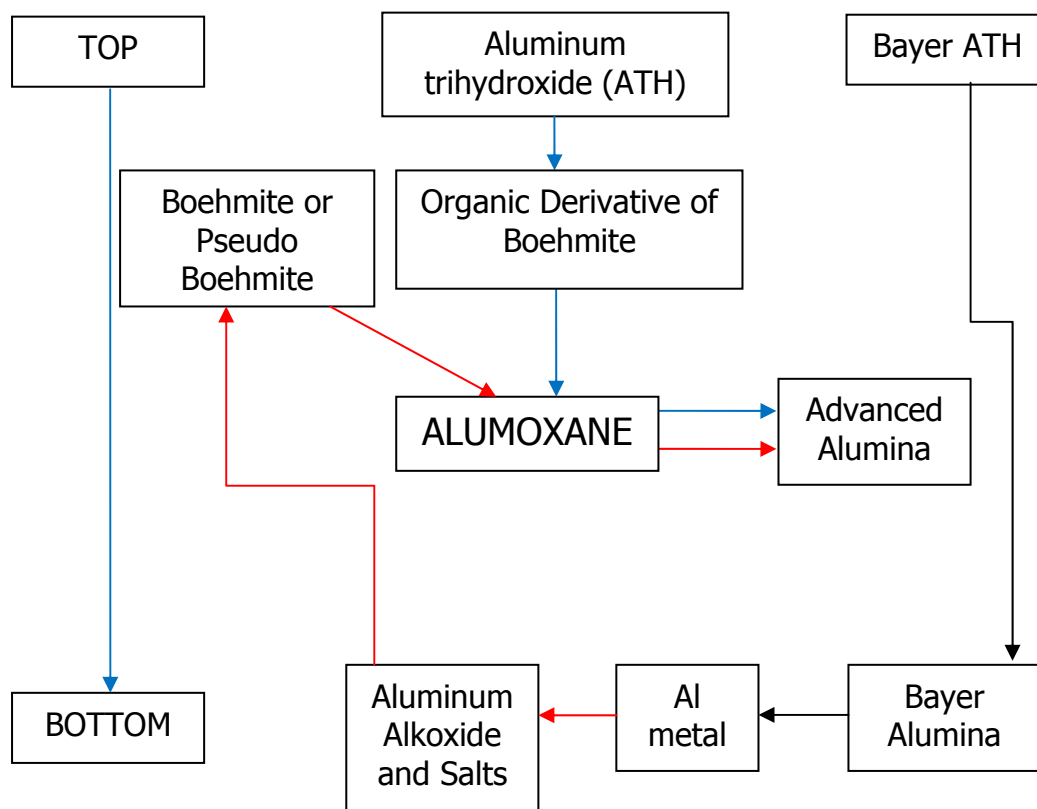 TOP
Aluminum
trihydroxide (ATH)
Bayer ATH
Boehmite or
Pseudo
Boehmite
Organic Derivative of
Boehmite
ALUMOXANE
Advanced
Alumina
BOTTOM
Aluminum
Alkoxide
and Salts
Al
metal
Bayer
Alumina